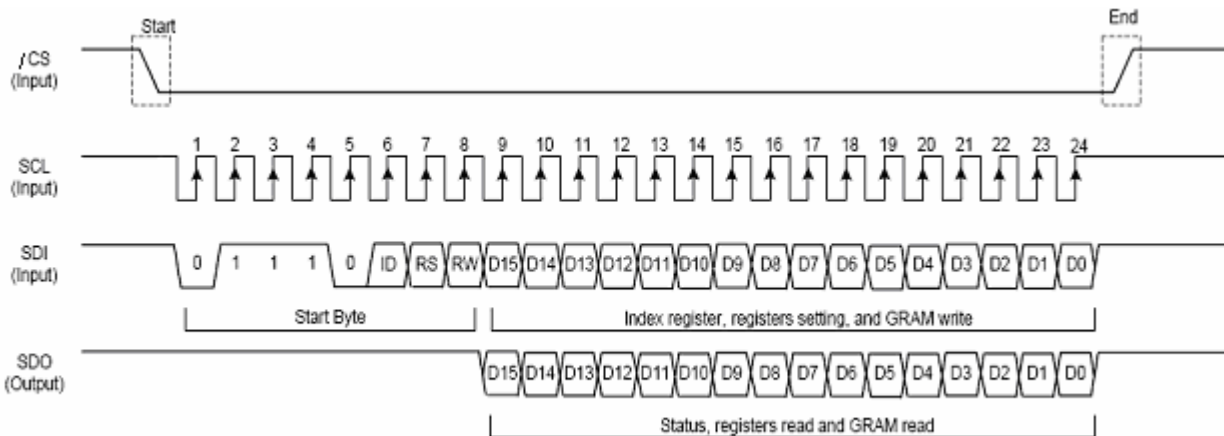 Start End
/CS
(Input)
1 2 3 4 5 6 7 8 9 10 11 12 13 14 15 16 17 18 19 20 21 22 23 24
SCL
(Input)
SDI
(Input)
0 1 1 1 0 ID RS RW D15 D14 D13 D12 D11 D10 D9 D8 D7 D6 D5 D4 D3 D2 D1 D0
Start Byte Index register, registers setting, and GRAM write
SDO
(Output)
D15 D14 D13 D12 D11 D10 D9 D8 D7 D6 D5 D4 D3 D2 D1 D0
Status, registers read and GRAM read